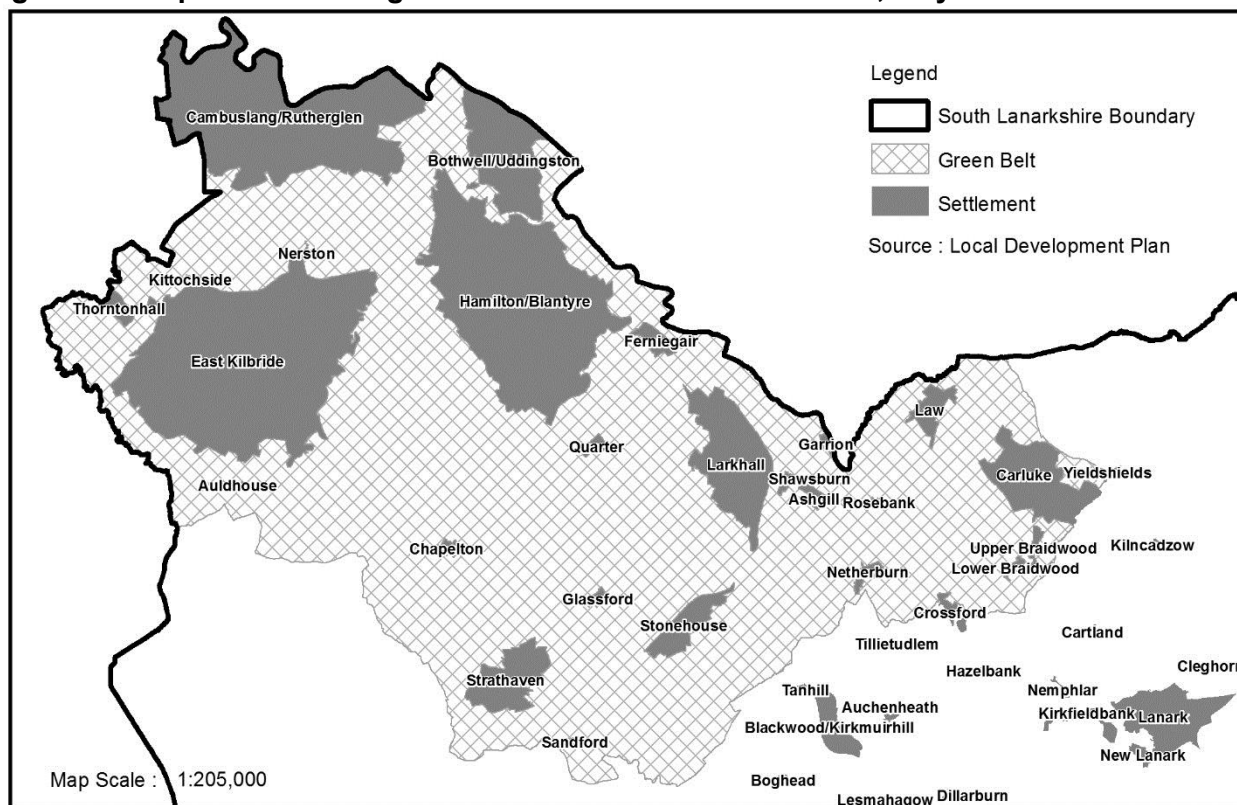 Legend
South Lanarkshire Boundary
Green Belt
Settlement
Source : Local Development Plan
Cambuslang/Rutherglen
Bothwell/Uddingston
Nerston
Kittochside
Thorntonhall
Hamilton/Blantyre
East Kilbride
Ferniegair
Law
Quarter
Garrion
Larkhall
Shawsburn
Carluke
Yieldshields
Auldhouse
Ashgill
Rosebank
Chapelton
Upper Braidwood
Kilncadzow
Netherburn
Lower Braidwood
Glassford
Crossford
Stonehouse
Cartland
Tillietudlem
Hazelbank
Cleghorn
Strathaven
Tanhill
Nemphlar
Auchenheath
Kirkfieldbank
Lanark
Blackwood/Kirkmuirhill
Sandford
New Lanark
Map Scale : 1:205,000
Boghead
Lesmahagow
Dillarburn